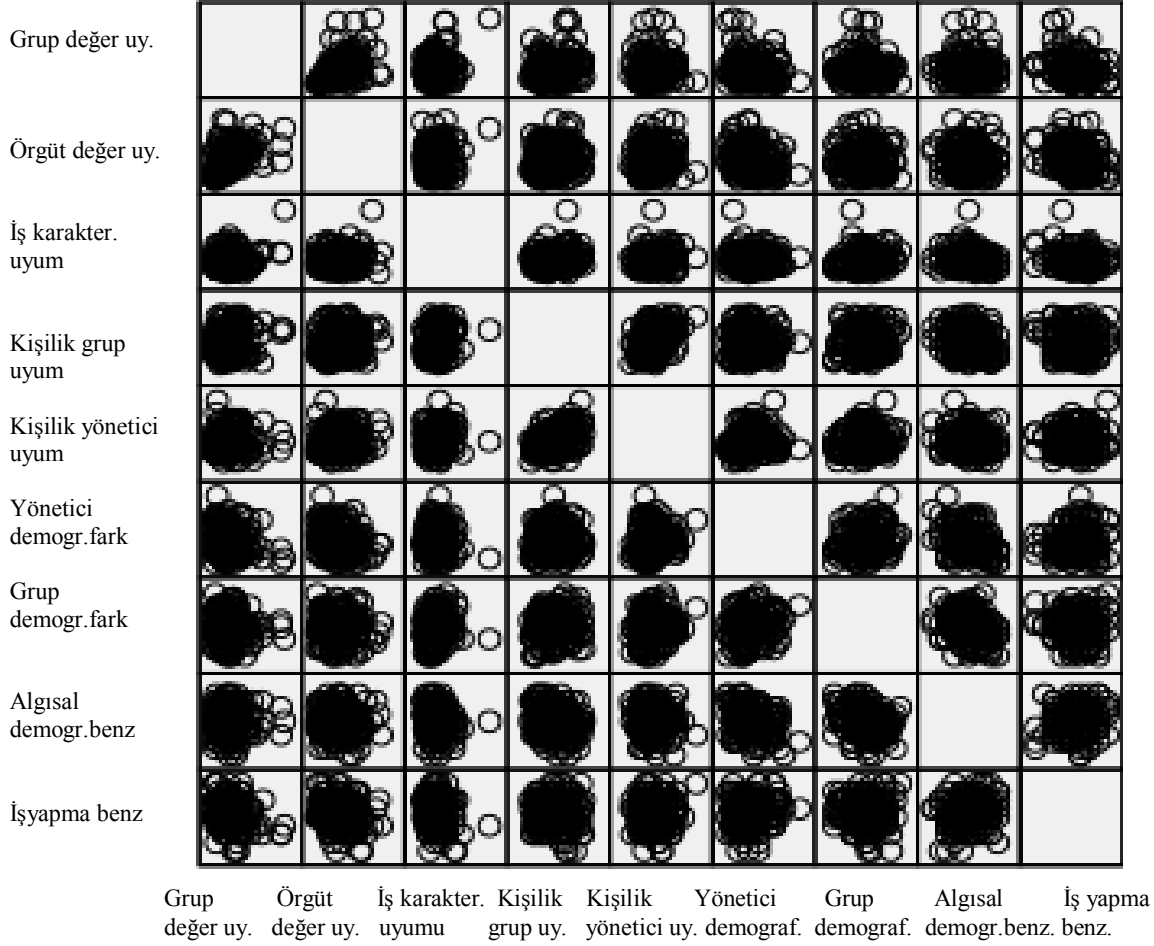 Grup değer uy.
Örgüt değer uy.
İş karakter.
uyum
Kişilik grup
uyum
Kişilik yönetici
uyum
Yönetici
demogr.fark
Grup
demogr.fark
Algısal
demogr.benz
İşyapma benz
Grup Örgüt İş karakter. Kişilik Kişilik Yönetici Grup Algısal İş yapma
değer uy. değer uy. uyumu grup uy. yönetici uy. demograf. demograf. demogr.benz. benz.